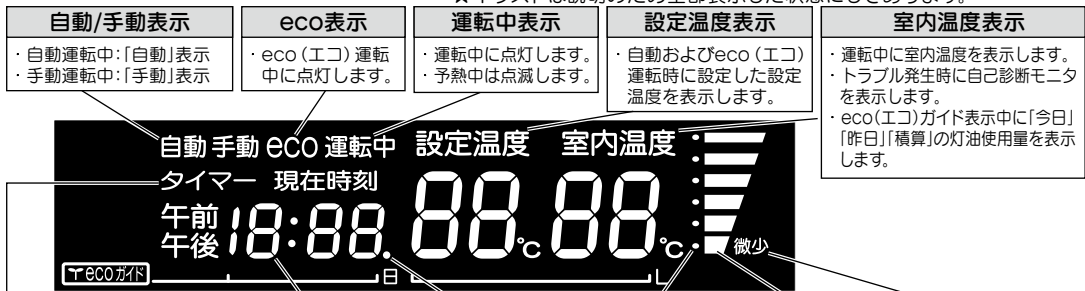 ★イラストは説明のため全部表示した状態にしてあります。
自動/手動表示
・自動運転中:「自動」表示
・手動運転中:「手動」表示
eco表示
・eco(エコ)運転
中に点灯します。
運転中表示
・運転中に点灯します。
・予熱中は点滅します。
設定温度表示
・自動およびeco(エコ)
運転時に設定した設定
温度を表示します。
室内温度表示
・運転中に室内温度を表示します。
・トラブル発生時に自己診断モニタ
を表示します。
・eco(エコ)ガイド表示中に「今日」
「昨日」「積算」の灯油使用量を表示
します。
自動 手動 eco 運転中 設定温度 室内温度
タイマー 現在時刻
午前
午後 18:88. 88℃ 88℃ 微少
ecoガイド 日 L